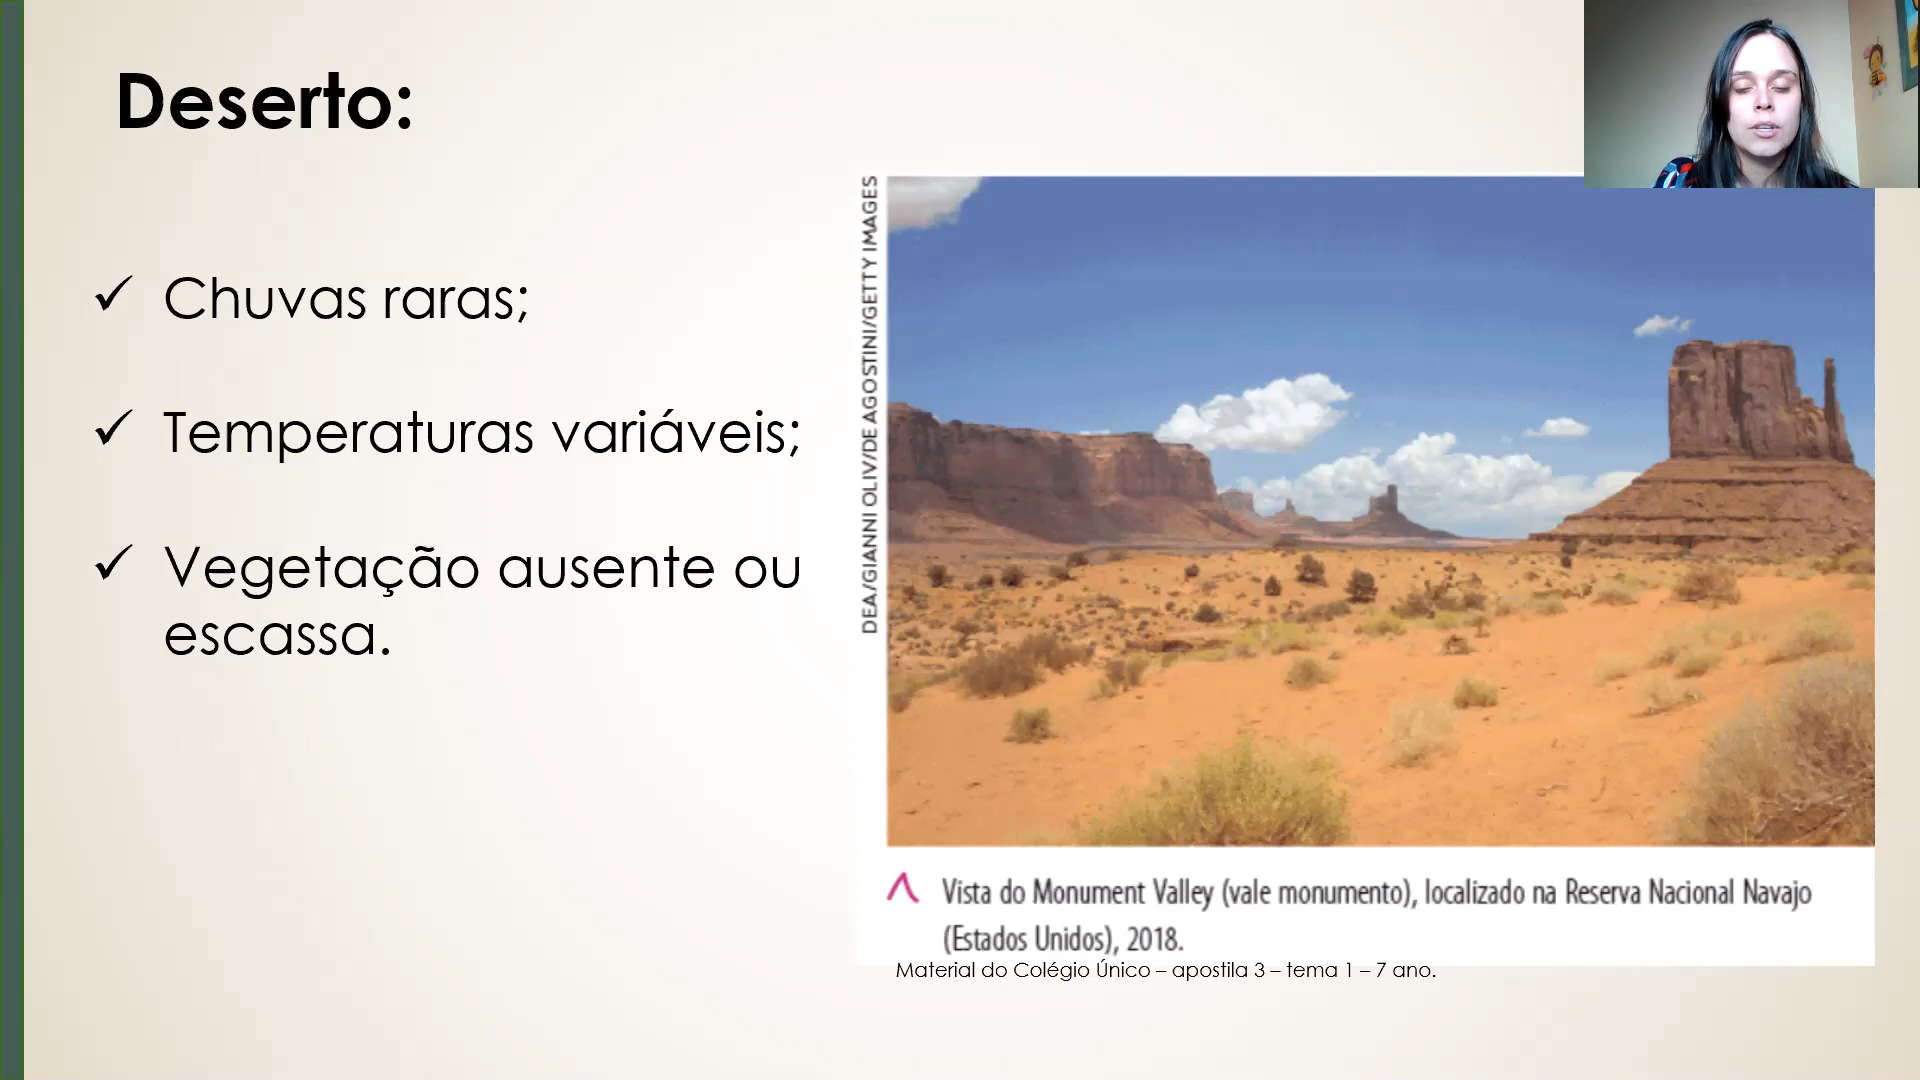 Deserto:
✓ Chuvas raras;
✓ Temperaturas variáveis;
✓ Vegetação ausente ou
escassa.
DEA/GIANNI OLIV/DE AGOSTINI/GETTY IMAGES
Vista do Monument Valley (vale monumento), localizado na Reserva Nacional Navajo
(Estados Unidos), 2018.
Material do Colégio Único – apostila 3 – tema 1 – 7 ano.